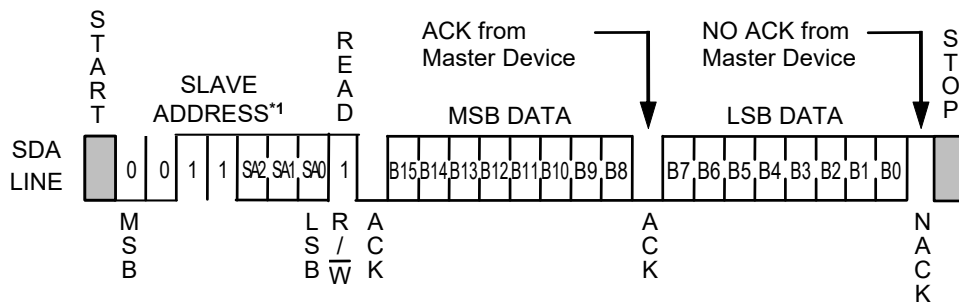 START
SLAVE ADDRESS*1
READ
ACK from
Master Device
NO ACK from
Master Device
STOP
MSB DATA
LSB DATA
SDA
LINE
0 0 1 1 SA2 SA1 SA0 1 B15 B14 B13 B12 B11 B10 B9 B8 B7 B6 B5 B4 B3 B2 B1 B0
MSB
LSB
R/W
ACK
ACK
NACK